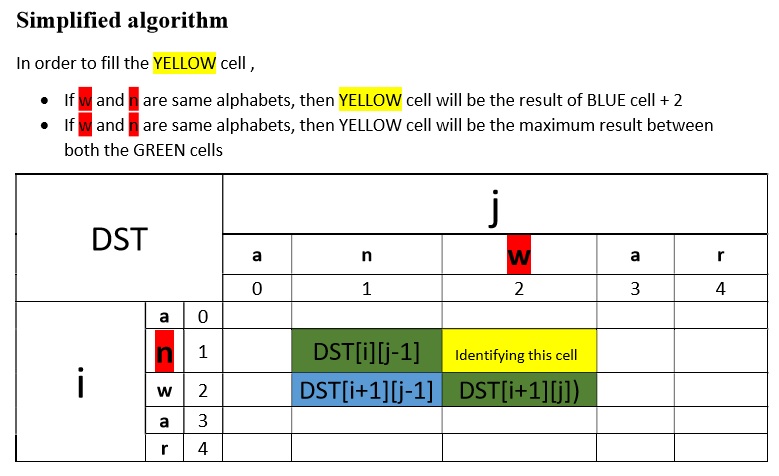 Simplified algorithm
In order to fill the YELLOW cell ,
• If w and n are same alphabets, then YELLOW cell will be the result of BLUE cell + 2
• If w and n are same alphabets, then YELLOW cell will be the maximum result between
both the GREEN cells
DST
j
a n w a r
0 1 2 3 4
i
a 0
n 1 DST[i][j-1] Identifying this cell
w 2 DST[i+1][j-1] DST[i+1][j])
a 3
r 4